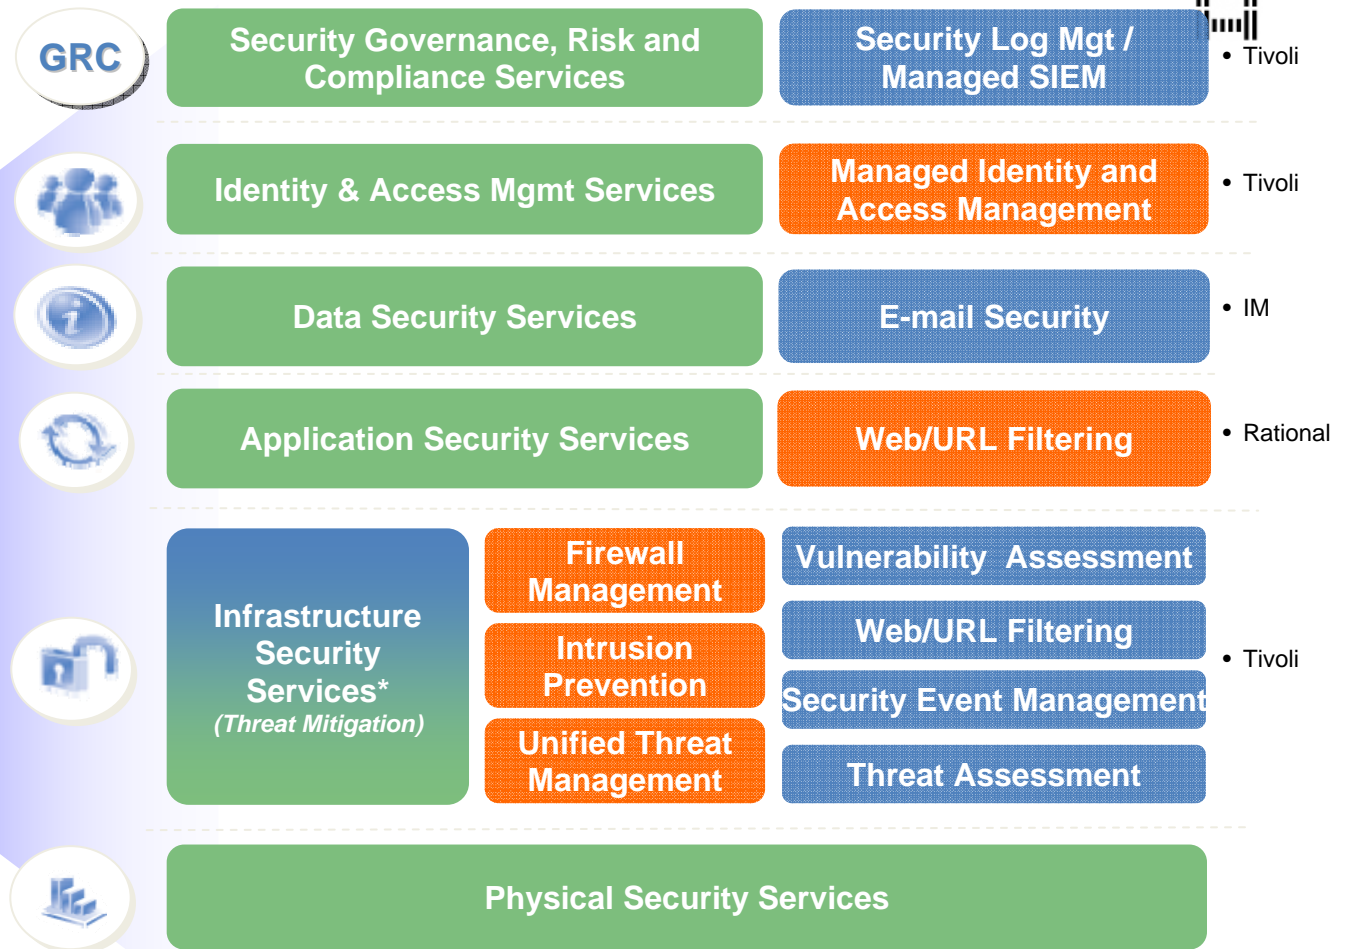 GRC
Security Governance, Risk and
Compliance Services
Security Log Mgt /
Managed SIEM
• Tivoli
Identity & Access Mgmt Services
Managed Identity and
Access Management
• Tivoli
Data Security Services
E-mail Security
• IM
Application Security Services
Web/URL Filtering
• Rational
Infrastructure
Security
Services*
(Threat Mitigation)
Firewall
Management
Intrusion
Prevention
Unified Threat
Management
Vulnerability  Assessment
Web/URL Filtering
Security Event Management
Threat Assessment
• Tivoli
Physical Security Services